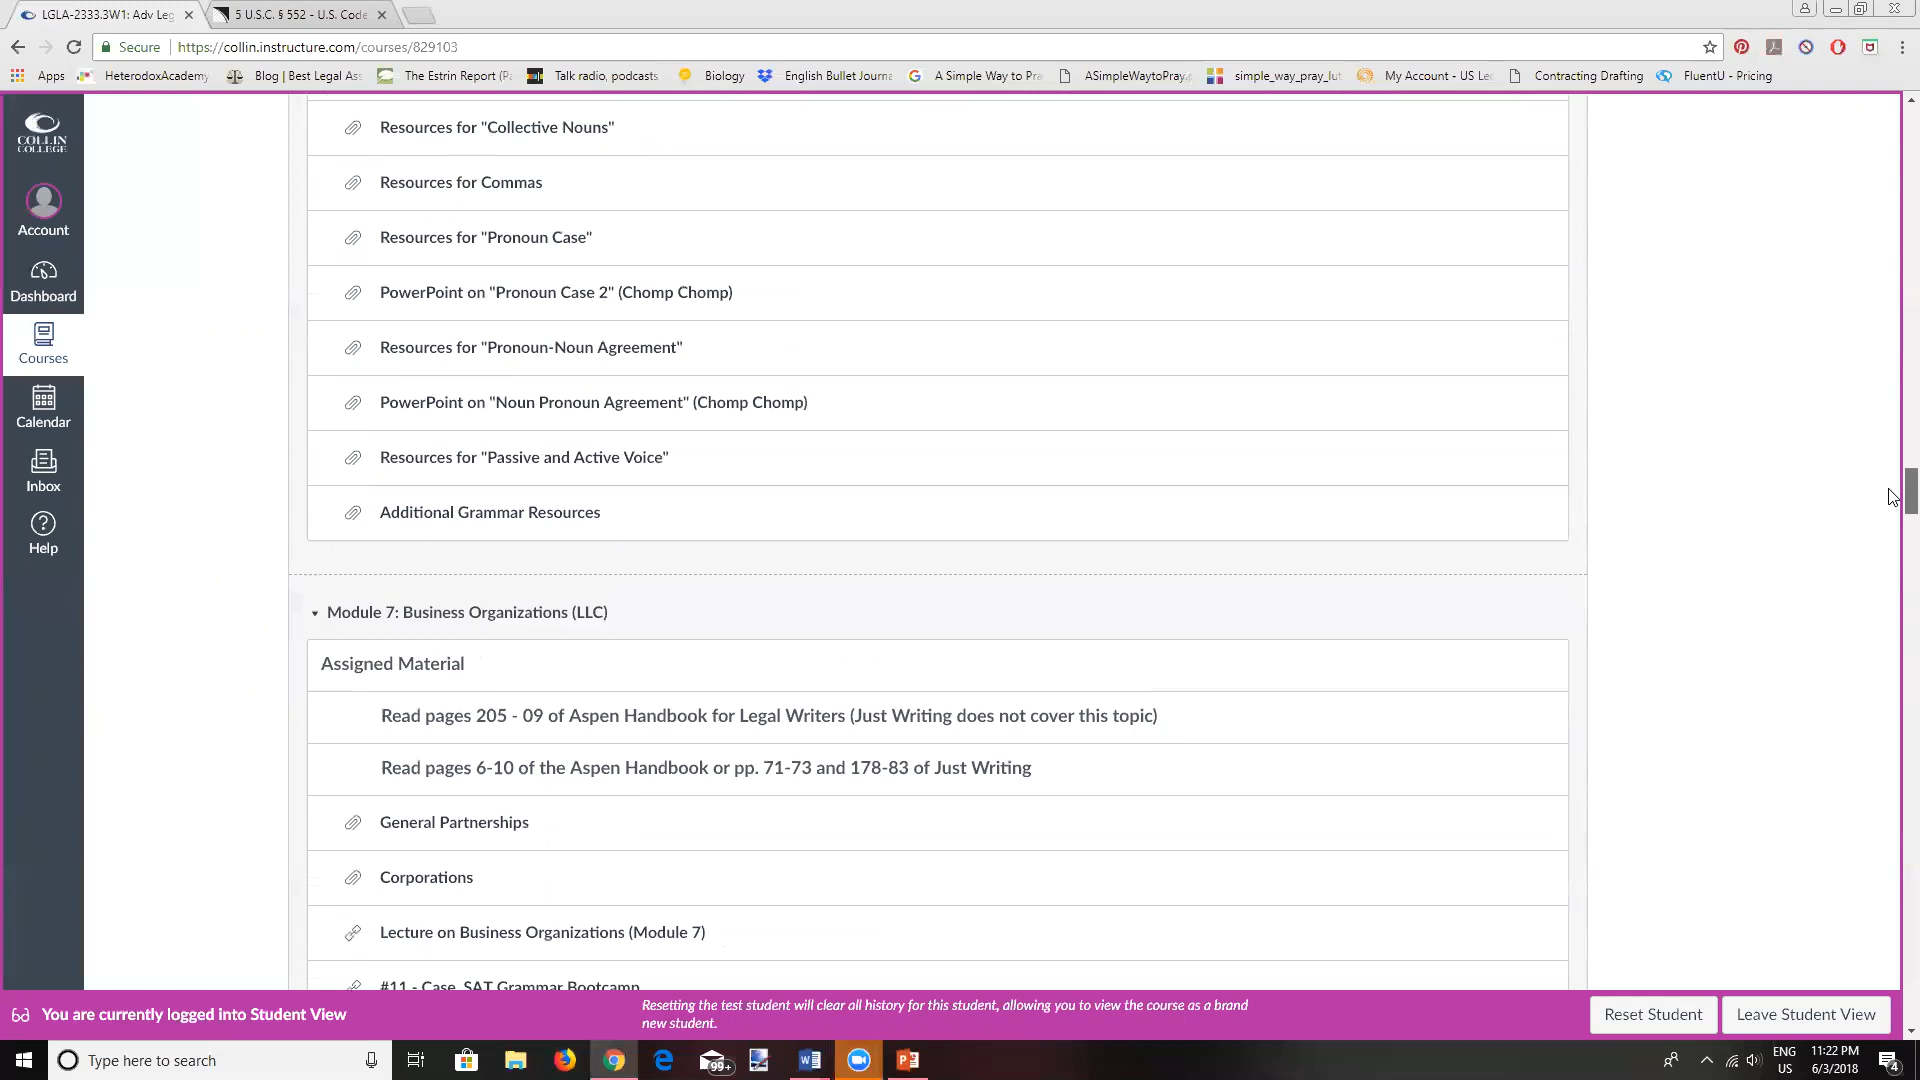 LGLA-2333.3W1: Adv Leg
5 U.S.C. § 552 - U.S. Code
Secure
https://collin.instructure.com/courses/829103
Apps
HeterodoxAcademy
Blog | Best Legal Ass
The Estrin Report (Pa
Talk radio, podcasts
Biology
English Bullet Journa
A Simple Way to Pra
ASimpleWaytoPray.p
simple_way_pray_lut
My Account - US Leg
Contracting Drafting
FluentU - Pricing
COLLIN
COLLEGE
Account
Dashboard
Courses
Calendar
Inbox
Help
Resources for "Collective Nouns"
Resources for Commas
Resources for "Pronoun Case"
PowerPoint on "Pronoun Case 2" (Chomp Chomp)
Resources for "Pronoun-Noun Agreement"
PowerPoint on "Noun Pronoun Agreement" (Chomp Chomp)
Resources for "Passive and Active Voice"
Additional Grammar Resources
Module 7: Business Organizations (LLC)
Assigned Material
Read pages 205 - 09 of Aspen Handbook for Legal Writers (Just Writing does not cover this topic)
Read pages 6-10 of the Aspen Handbook or pp. 71-73 and 178-83 of Just Writing
General Partnerships
Corporations
Lecture on Business Organizations (Module 7)
#11 - Case, SAT Grammar Bootcamp
You are currently logged into Student View
Resetting the test student will clear all history for this student, allowing you to view the course as a brand
new student.
Reset Student
Leave Student View
Type here to search
99+
ENG
US
11:22 PM
6/3/2018
4